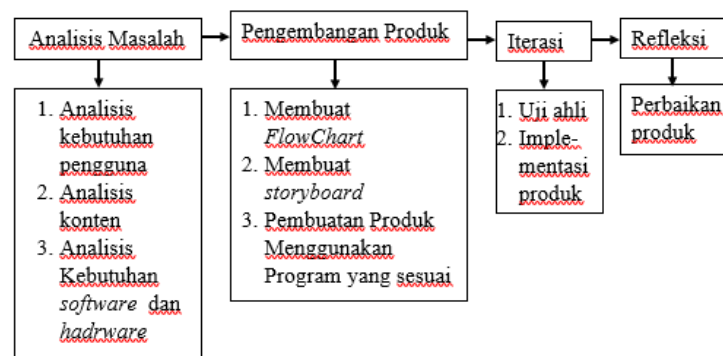 Analisis Masalah
Pengembangan Produk
Iterasi
Refleksi
1. Analisis
kebutuhan
pengguna
2. Analisis
konten
3. Analisis
Kebutuhan
software dan
hadrware
1. Membuat
FlowChart
2. Membuat
storyboard
3. Pembuatan Produk
Menggunakan
Program yang sesuai
1. Uji ahli
2. Imple-
mentasi
produk
Perbaikan
produk